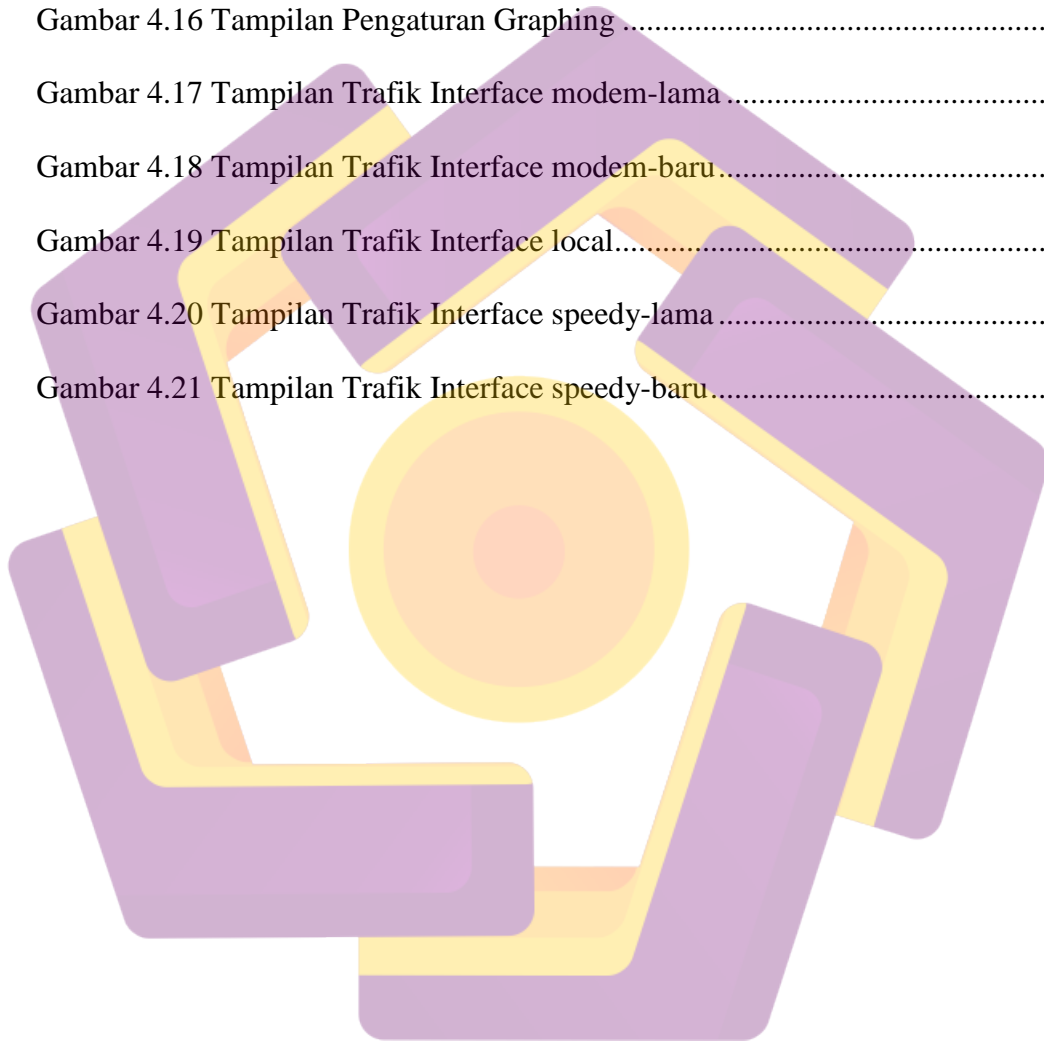 Gambar 4.16 Tampilan Pengaturan Graphing ..................................................
Gambar 4.17 Tampilan Trafik Interface modem-lama ......................................
Gambar 4.18 Tampilan Trafik Interface modem-baru .......................................
Gambar 4.19 Tampilan Trafik Interface local....................................................
Gambar 4.20 Tampilan Trafik Interface speedy-lama .......................................
Gambar 4.21 Tampilan Trafik Interface speedy-baru........................................